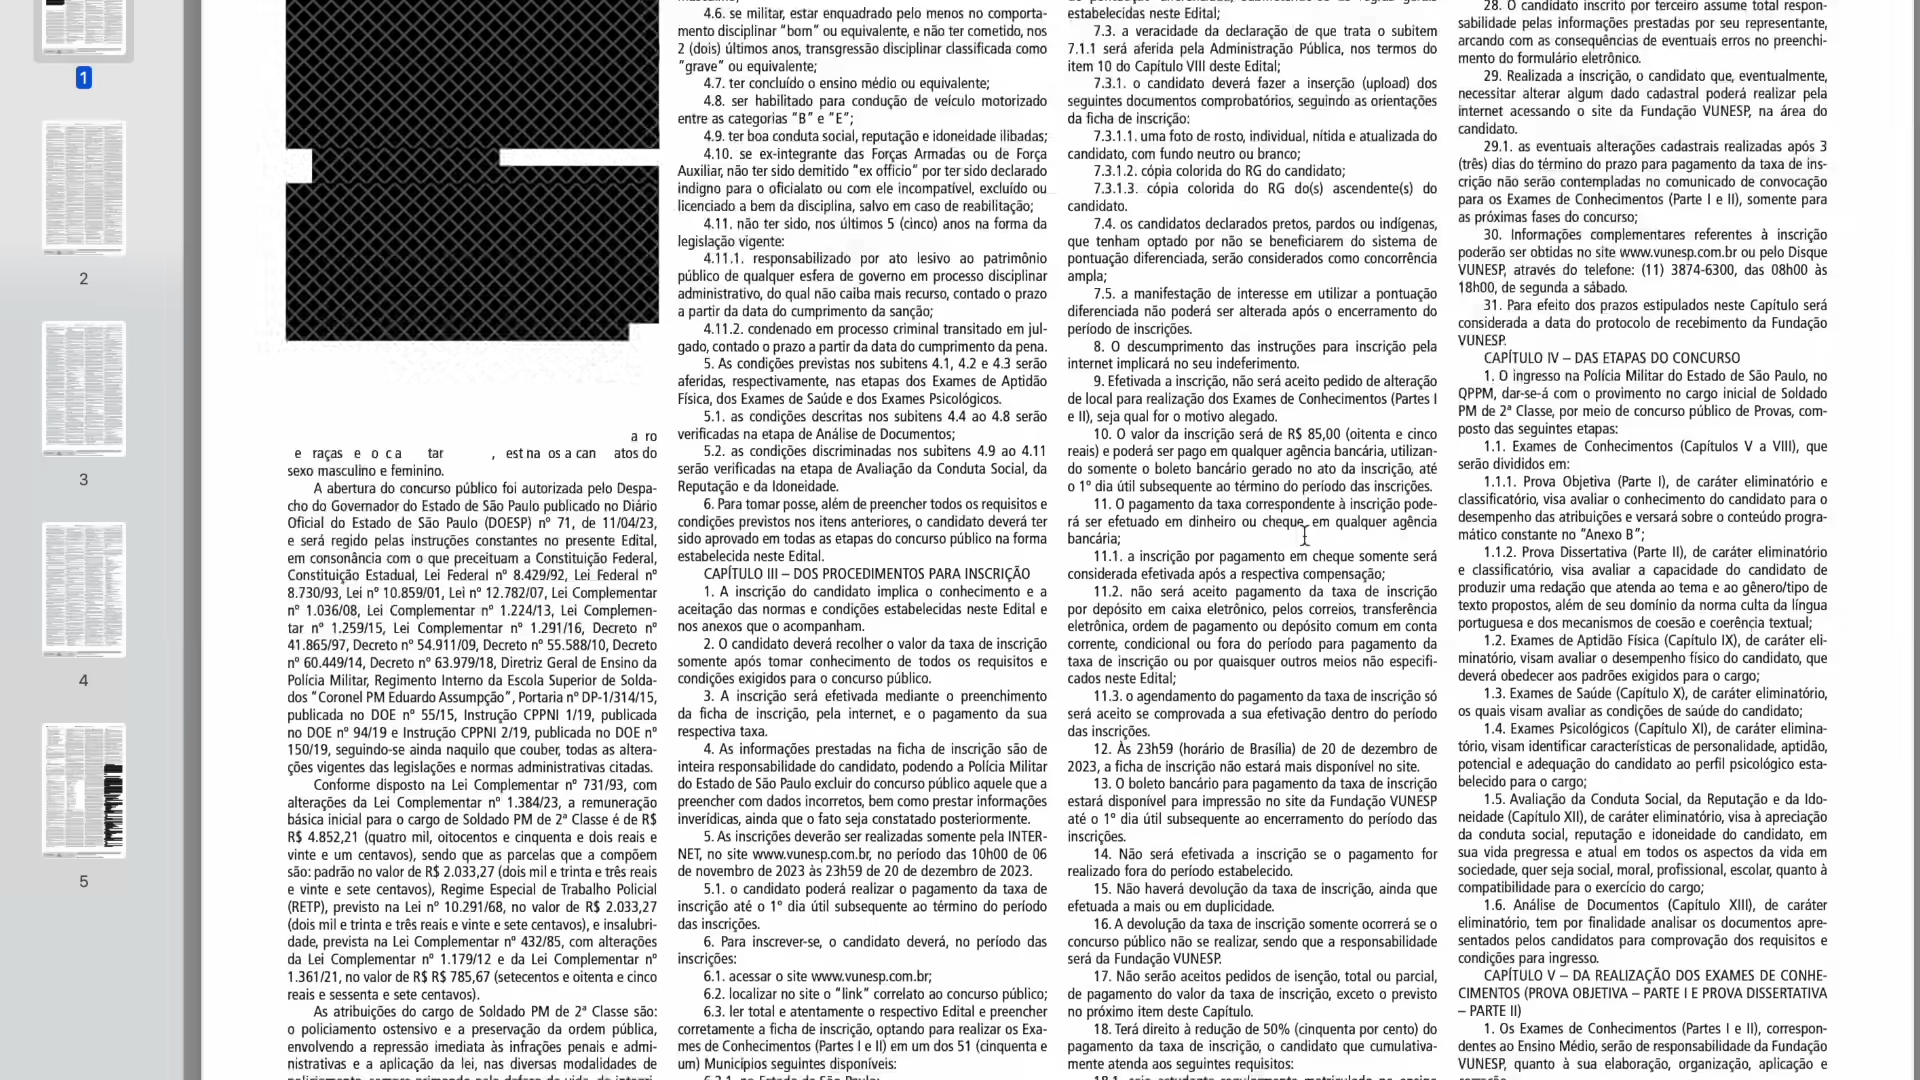 1
2
3
4
5
a ro
e raças e o c a tar , est na os a can atos do
sexo masculino e feminino.
A abertura do concurso público foi autorizada pelo Despa-
cho do Governador do Estado de São Paulo publicado no Diário
Oficial do Estado de São Paulo (DOESP) nº 71, de 11/04/23,
e será regido pelas instruções constantes no presente Edital,
em consonância com o que preceituam a Constituição Federal,
Constituição Estadual, Lei Federal nº 8.429/92, Lei Federal nº
8.730/93, Lei nº 10.859/01, Lei nº 12.782/07, Lei Complementar
nº 1.036/08, Lei Complementar nº 1.224/13, Lei Complemen-
tar nº 1.259/15, Lei Complementar nº 1.291/16, Decreto nº
41.865/97, Decreto nº 54.911/09, Decreto nº 55.588/10, Decreto
nº 60.449/14, Decreto nº 63.979/18, Diretriz Geral de Ensino da
Polícia Militar, Regimento Interno da Escola Superior de Solda-
dos "Coronel PM Eduardo Assumpção", Portaria nº DP-1/314/15,
publicada no DOE nº 55/15, Instrução CPPNI 1/19, publicada
no DOE nº 94/19 e Instrução CPPNI 2/19, publicada no DOE nº
150/19, seguindo-se ainda naquilo que couber, todas as altera-
ções vigentes das legislações e normas administrativas citadas.
Conforme disposto na Lei Complementar nº 731/93, com
alterações da Lei Complementar nº 1.384/23, a remuneração
básica inicial para o cargo de Soldado PM de 2ª Classe é de R$
R$ 4.852,21 (quatro mil, oitocentos e cinquenta e dois reais e
vinte e um centavos), sendo que as parcelas que a compõem
são: padrão no valor de R$ 2.033,27 (dois mil e trinta e três reais
e vinte e sete centavos), Regime Especial de Trabalho Policial
(RETP), previsto na Lei nº 10.291/68, no valor de R$ 2.033,27
(dois mil e trinta e três reais e vinte e sete centavos), e insalubri-
dade, prevista na Lei Complementar nº 432/85, com alterações
da Lei Complementar nº 1.179/12 e da Lei Complementar nº
1.361/21, no valor de R$ R$ 785,67 (setecentos e oitenta e cinco
reais e sessenta e sete centavos).
As atribuições do cargo de Soldado PM de 2ª Classe são:
o policiamento ostensivo e a preservação da ordem pública,
envolvendo a repressão imediata às infrações penais e admi-
nistrativas e a aplicação da lei, nas diversas modalidades de
4.6. se militar, estar enquadrado pelo menos no comporta-
mento disciplinar "bom" ou equivalente, e não ter cometido, nos
2 (dois) últimos anos, transgressão disciplinar classificada como
"grave" ou equivalente;
4.7. ter concluído o ensino médio ou equivalente;
4.8. ser habilitado para condução de veículo motorizado
entre as categorias "B" e "E";
4.9. ter boa conduta social, reputação e idoneidade ilibadas;
4.10. se ex-integrante das Forças Armadas ou de Força
Auxiliar, não ter sido demitido "ex officio" por ter sido declarado
indigno para o oficialato ou com ele incompatível, excluído ou
licenciado a bem da disciplina, salvo em caso de reabilitação;
4.11. não ter sido, nos últimos 5 (cinco) anos na forma da
legislação vigente:
4.11.1. responsabilizado por ato lesivo ao patrimônio
público de qualquer esfera de governo em processo disciplinar
administrativo, do qual não caiba mais recurso, contado o prazo
a partir da data do cumprimento da sanção;
4.11.2. condenado em processo criminal transitado em jul-
gado, contado o prazo a partir da data do cumprimento da pena.
5. As condições previstas nos subitens 4.1, 4.2 e 4.3 serão
aferidas, respectivamente, nas etapas dos Exames de Aptidão
Física, dos Exames de Saúde e dos Exames Psicológicos.
5.1. as condições descritas nos subitens 4.4 ao 4.8 serão
verificadas na etapa de Análise de Documentos;
5.2. as condições discriminadas nos subitens 4.9 ao 4.11
serão verificadas na etapa de Avaliação da Conduta Social, da
Reputação e da Idoneidade.
6. Para tomar posse, além de preencher todos os requisitos e
condições previstos nos itens anteriores, o candidato deverá ter
sido aprovado em todas as etapas do concurso público na forma
estabelecida neste Edital.
CAPÍTULO III – DOS PROCEDIMENTOS PARA INSCRIÇÃO
1. A inscrição do candidato implica o conhecimento e a
aceitação das normas e condições estabelecidas neste Edital e
nos anexos que o acompanham.
2. O candidato deverá recolher o valor da taxa de inscrição
somente após tomar conhecimento de todos os requisitos e
condições exigidos para o concurso público.
3. A inscrição será efetivada mediante o preenchimento
da ficha de inscrição, pela internet, e o pagamento da sua
respectiva taxa.
4. As informações prestadas na ficha de inscrição são de
inteira responsabilidade do candidato, podendo a Polícia Militar
do Estado de São Paulo excluir do concurso público aquele que a
preencher com dados incorretos, bem como prestar informações
inverídicas, ainda que o fato seja constatado posteriormente.
5. As inscrições deverão ser realizadas somente pela INTER-
NET, no site www.vunesp.com.br, no período das 10h00 de 06
de novembro de 2023 às 23h59 de 20 de dezembro de 2023.
5.1. o candidato poderá realizar o pagamento da taxa de
inscrição até o 1° dia útil subsequente ao término do período
das inscrições.
6. Para inscrever-se, o candidato deverá, no período das
inscrições:
6.1. acessar o site www.vunesp.com.br;
6.2. localizar no site o "link" correlato ao concurso público;
6.3. ler total e atentamente o respectivo Edital e preencher
corretamente a ficha de inscrição, optando para realizar os Exa-
mes de Conhecimentos (Partes I e II) em um dos 51 (cinquenta e
um) Municípios seguintes disponíveis:
estabelecidas neste Edital;
7.3. a veracidade da declaração de que trata o subitem
7.1.1 será aferida pela Administração Pública, nos termos do
item 10 do Capítulo VIII deste Edital;
7.3.1. o candidato deverá fazer a inserção (upload) dos
seguintes documentos comprobatórios, seguindo as orientações
da ficha de inscrição:
7.3.1.1. uma foto de rosto, individual, nítida e atualizada do
candidato, com fundo neutro ou branco;
7.3.1.2. cópia colorida do RG do candidato;
7.3.1.3. cópia colorida do RG do(s) ascendente(s) do
candidato.
7.4. os candidatos declarados pretos, pardos ou indígenas,
que tenham optado por não se beneficiarem do sistema de
pontuação diferenciada, serão considerados como concorrência
ampla;
7.5. a manifestação de interesse em utilizar a pontuação
diferenciada não poderá ser alterada após o encerramento do
período de inscrições.
8. O descumprimento das instruções para inscrição pela
internet implicará no seu indeferimento.
9. Efetivada a inscrição, não será aceito pedido de alteração
de local para realização dos Exames de Conhecimentos (Partes I
e II), seja qual for o motivo alegado.
10. O valor da inscrição será de R$ 85,00 (oitenta e cinco
reais) e poderá ser pago em qualquer agência bancária, utilizan-
do somente o boleto bancário gerado no ato da inscrição, até
o 1° dia útil subsequente ao término do período das inscrições.
11. O pagamento da taxa correspondente à inscrição pode-
rá ser efetuado em dinheiro ou cheque em qualquer agência
bancária;
11.1. a inscrição por pagamento em cheque somente será
considerada efetivada após a respectiva compensação;
11.2. não será aceito pagamento da taxa de inscrição
por depósito em caixa eletrônico, pelos correios, transferência
eletrônica, ordem de pagamento ou depósito comum em conta
corrente, condicional ou fora do período para pagamento da
taxa de inscrição ou por quaisquer outros meios não especifi-
cados neste Edital;
11.3. o agendamento do pagamento da taxa de inscrição só
será aceito se comprovada a sua efetivação dentro do período
das inscrições.
12. Às 23h59 (horário de Brasília) de 20 de dezembro de
2023, a ficha de inscrição não estará mais disponível no site.
13. O boleto bancário para pagamento da taxa de inscrição
estará disponível para impressão no site da Fundação VUNESP
até o 1° dia útil subsequente ao encerramento do período das
inscrições.
14. Não será efetivada a inscrição se o pagamento for
realizado fora do período estabelecido.
15. Não haverá devolução da taxa de inscrição, ainda que
efetuada a mais ou em duplicidade.
16. A devolução da taxa de inscrição somente ocorrerá se o
concurso público não se realizar, sendo que a responsabilidade
será da Fundação VUNESP.
17. Não serão aceitos pedidos de isenção, total ou parcial,
de pagamento do valor da taxa de inscrição, exceto o previsto
no próximo item deste Capítulo.
18. Terá direito à redução de 50% (cinquenta por cento) do
pagamento da taxa de inscrição, o candidato que cumulativa-
mente atenda aos seguintes requisitos:
28. O candidato inscrito por terceiro assume total respon-
sabilidade pelas informações prestadas por seu representante,
arcando com as consequências de eventuais erros no preenchi-
mento do formulário eletrônico.
29. Realizada a inscrição, o candidato que, eventualmente,
necessitar alterar algum dado cadastral poderá realizar pela
internet acessando o site da Fundação VUNESP, na área do
candidato.
29.1. as eventuais alterações cadastrais realizadas após 3
(três) dias do término do prazo para pagamento da taxa de ins-
crição não serão contempladas no comunicado de convocação
para os Exames de Conhecimentos (Parte I e II), somente para
as próximas fases do concurso;
30. Informações complementares referentes à inscrição
poderão ser obtidas no site www.vunesp.com.br ou pelo Disque
VUNESP, através do telefone: (11) 3874-6300, das 08h00 às
18h00, de segunda a sábado.
31. Para efeito dos prazos estipulados neste Capítulo será
considerada a data do protocolo de recebimento da Fundação
VUNESP.
CAPÍTULO IV – DAS ETAPAS DO CONCURSO
1. O ingresso na Polícia Militar do Estado de São Paulo, no
QPPM, dar-se-á com o provimento no cargo inicial de Soldado
PM de 2ª Classe, por meio de concurso público de Provas, com-
posto das seguintes etapas:
1.1. Exames de Conhecimentos (Capítulos V a VIII), que
serão divididos em:
1.1.1. Prova Objetiva (Parte I), de caráter eliminatório e
classificatório, visa avaliar o conhecimento do candidato para o
desempenho das atribuições e versará sobre o conteúdo progra-
mático constante no "Anexo B";
1.1.2. Prova Dissertativa (Parte II), de caráter eliminatório
e classificatório, visa avaliar a capacidade do candidato de
produzir uma redação que atenda ao tema e ao gênero/tipo de
texto propostos, além de seu domínio da norma culta da língua
portuguesa e dos mecanismos de coesão e coerência textual;
1.2. Exames de Aptidão Física (Capítulo IX), de caráter eli-
minatório, visam avaliar o desempenho físico do candidato, que
deverá obedecer aos padrões exigidos para o cargo;
1.3. Exames de Saúde (Capítulo X), de caráter eliminatório,
os quais visam avaliar as condições de saúde do candidato;
1.4. Exames Psicológicos (Capítulo XI), de caráter elimina-
tório, visam identificar características de personalidade, aptidão,
potencial e adequação do candidato ao perfil psicológico esta-
belecido para o cargo;
1.5. Avaliação da Conduta Social, da Reputação e da Ido-
neidade (Capítulo XII), de caráter eliminatório, visa à apreciação
da conduta social, reputação e idoneidade do candidato, em
sua vida pregressa e atual em todos os aspectos da vida em
sociedade, quer seja social, moral, profissional, escolar, quanto à
compatibilidade para o exercício do cargo;
1.6. Análise de Documentos (Capítulo XIII), de caráter
eliminatório, tem por finalidade analisar os documentos apre-
sentados pelos candidatos para comprovação dos requisitos e
condições para ingresso.
CAPÍTULO V – DA REALIZAÇÃO DOS EXAMES DE CONHE-
CIMENTOS (PROVA OBJETIVA – PARTE I E PROVA DISSERTATIVA
– PARTE II)
1. Os Exames de Conhecimentos (Partes I e II), correspon-
dentes ao Ensino Médio, serão de responsabilidade da Fundação
VUNESP, quanto à sua elaboração, organização, aplicação e